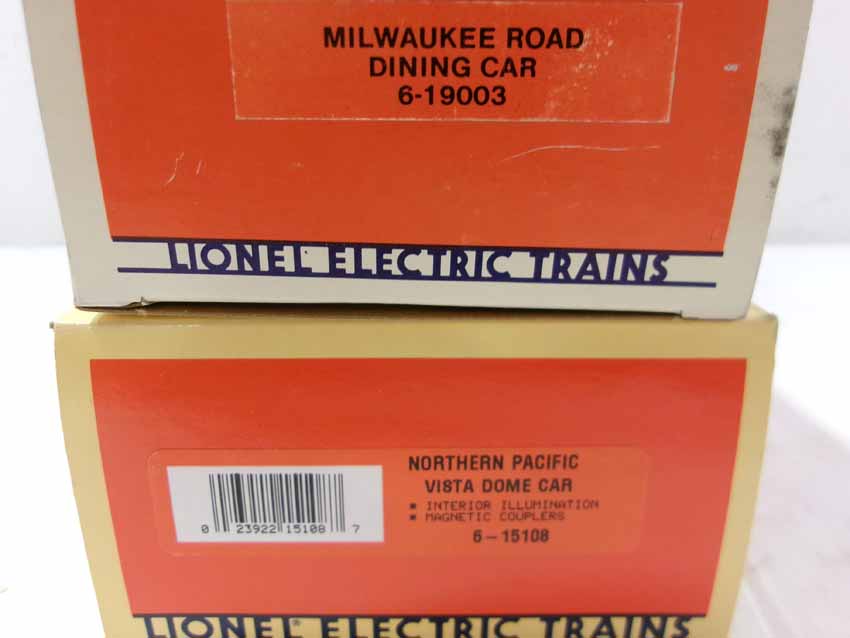 MILWAUKEE ROAD
DINING CAR
6-19003
LIONEL ELECTRIC TRAINS
NORTHERN PACIFIC
VISTA DOME CAR
* INTERIOR ILLUMINATION
* MAGNETIC COUPLERS
6-15108
0 23922 15108 7
LIONEL® ELECTRIC TRAINS